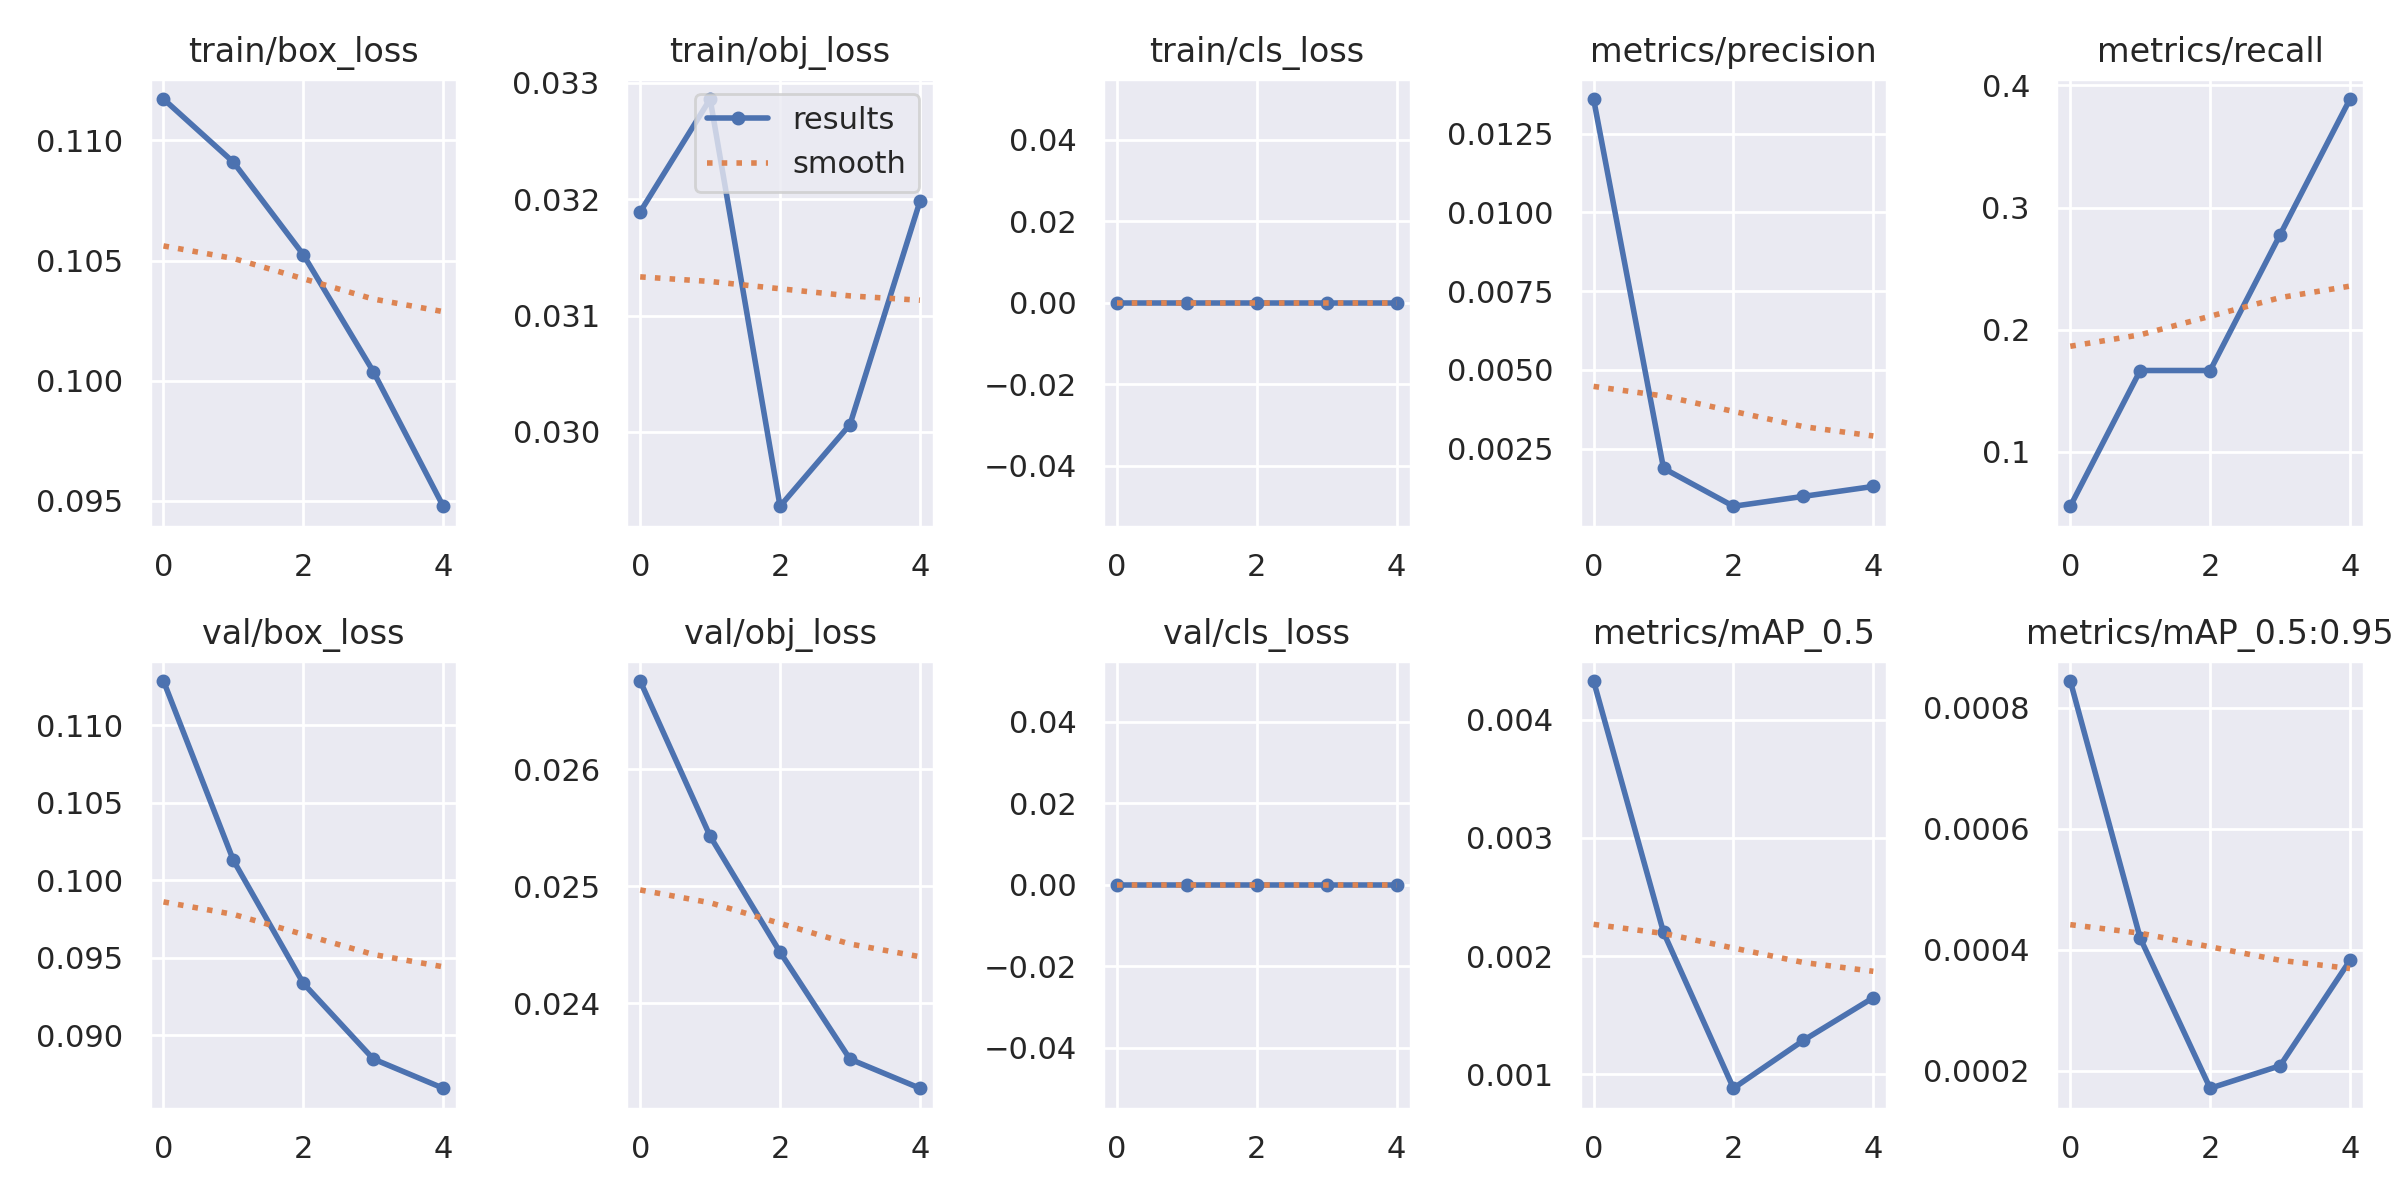 train/box_loss
0.110
0.105
0.100
0.095
0 2 4
train/obj_loss
0.033
0.032
0.031
0.030
results
smooth
0 2 4
train/cls_loss
0.04
0.02
0.00
−0.02
−0.04
0 2 4
metrics/precision
0.0125
0.0100
0.0075
0.0050
0.0025
0 2 4
metrics/recall
0.4
0.3
0.2
0.1
0 2 4
val/box_loss
0.110
0.105
0.100
0.095
0.090
0 2 4
val/obj_loss
0.026
0.025
0.024
0 2 4
val/cls_loss
0.04
0.02
0.00
−0.02
−0.04
0 2 4
metrics/mAP_0.5
0.004
0.003
0.002
0.001
0 2 4
metrics/mAP_0.5:0.95
0.0008
0.0006
0.0004
0.0002
0 2 4